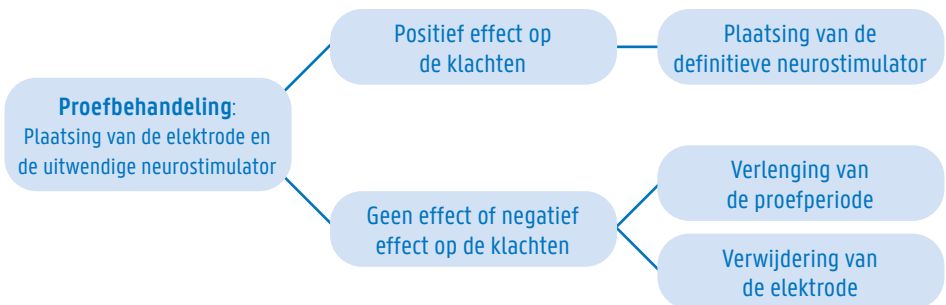 Proefbehandeling:
Plaatsing van de elektrode en
de uitwendige neurostimulator
Positief effect op
de klachten
Plaatsing van de
definitieve neurostimulator
Geen effect of negatief
effect op de klachten
Verlenging van
de proefperiode
Verwijdering van
de elektrode